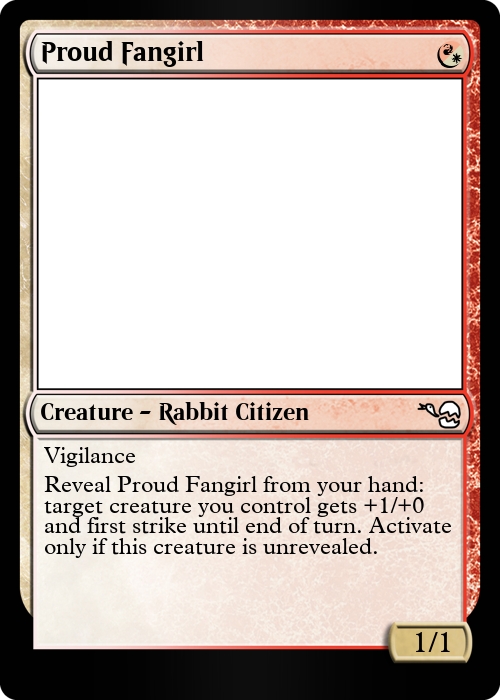 Proud Fangirl
Creature – Rabbit Citizen
Vigilance
Reveal Proud Fangirl from your hand:
target creature you control gets +1/+0
and first strike until end of turn. Activate
only if this creature is unrevealed.
1/1